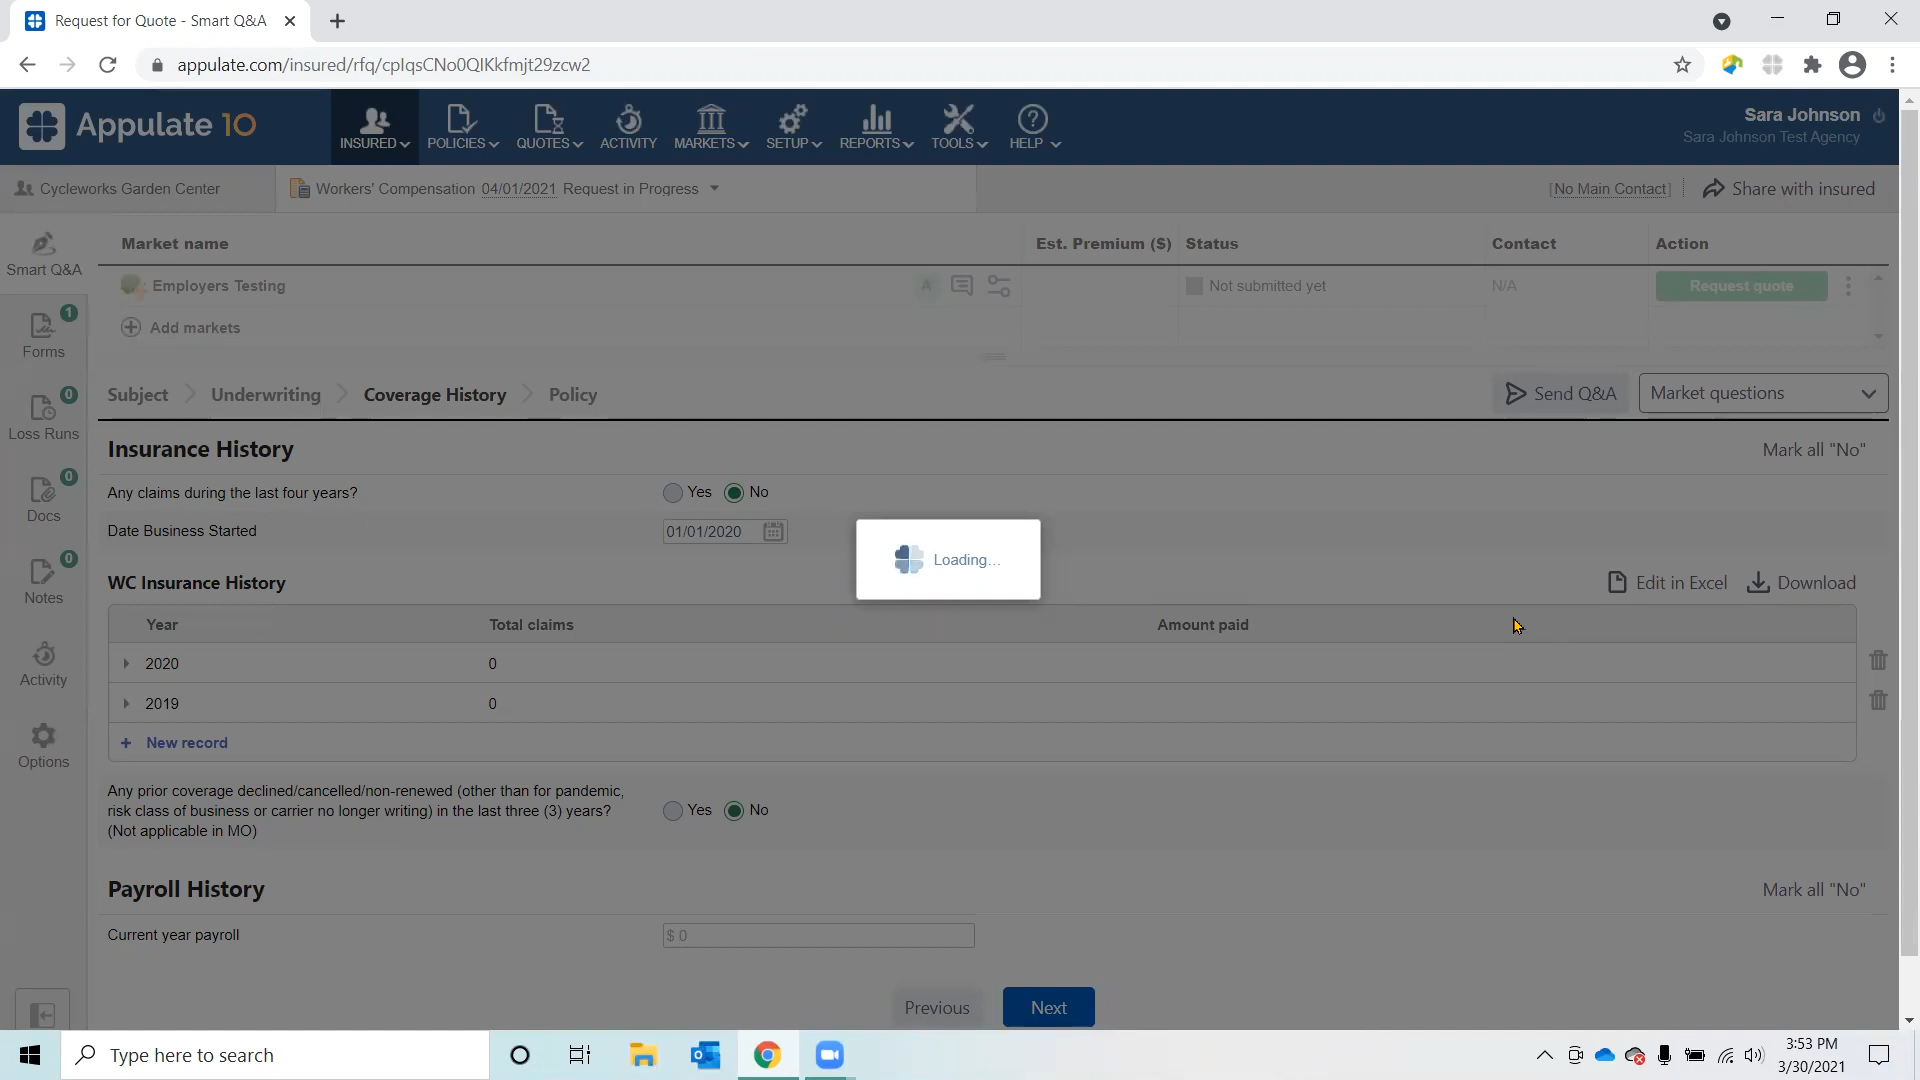 Request for Quote - Smart Q&A
appulate.com/insured/rfq/cpIqsCNo0QIKkfmjt29zcw2
Appulate 10
INSURED
POLICIES
QUOTES
ACTIVITY
MARKETS
SETUP
REPORTS
TOOLS
HELP
Sara Johnson
Sara Johnson Test Agency
Cycleworks Garden Center
Workers' Compensation 04/01/2021 Request in Progress
[No Main Contact]
Share with insured
Smart Q&A
Market name
Est. Premium ($)
Status
Contact
Action
Employers Testing
A
Not submitted yet
N/A
Request quote
Add markets
1
Forms
0
Loss Runs
0
Docs
0
Notes
Activity
Options
Subject
Underwriting
Coverage History
Policy
Send Q&A
Market questions
Insurance History
Mark all "No"
Any claims during the last four years?
Yes
No
Date Business Started
01/01/2020
Loading...
WC Insurance History
Edit in Excel
Download
Year
Total claims
Amount paid
2020
0
2019
0
+ New record
Any prior coverage declined/cancelled/non-renewed (other than for pandemic,
risk class of business or carrier no longer writing) in the last three (3) years?
(Not applicable in MO)
Yes
No
Payroll History
Mark all "No"
Current year payroll
$ 0
Previous
Next
Type here to search
3:53 PM
3/30/2021